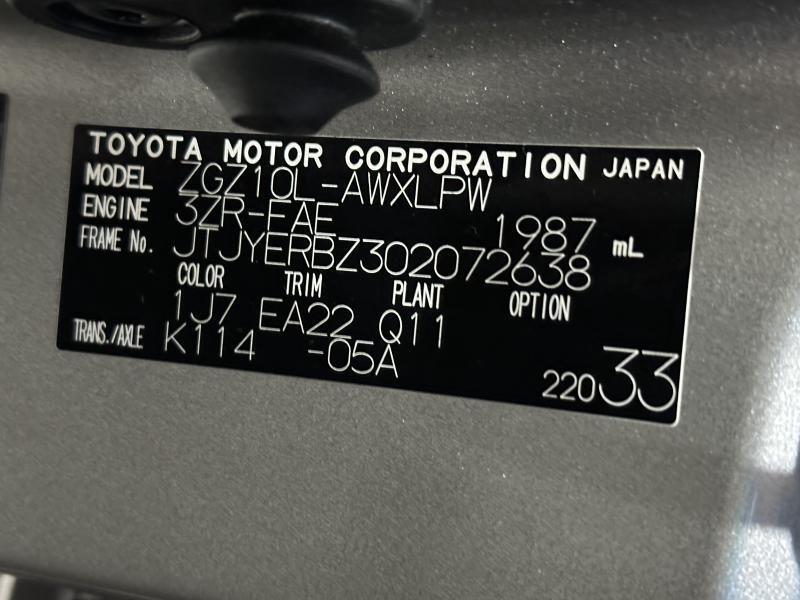 TOYOTA MOTOR CORPORATION JAPAN
MODEL ZGZ10L-AWXLPW
ENGINE 3ZR-FAE 1987 mL
FRAME No. JTJYERBZ302072638
COLOR TRIM PLANT OPTION
1J7 EA22 Q11
TRANS./AXLE K114 -05A
22033